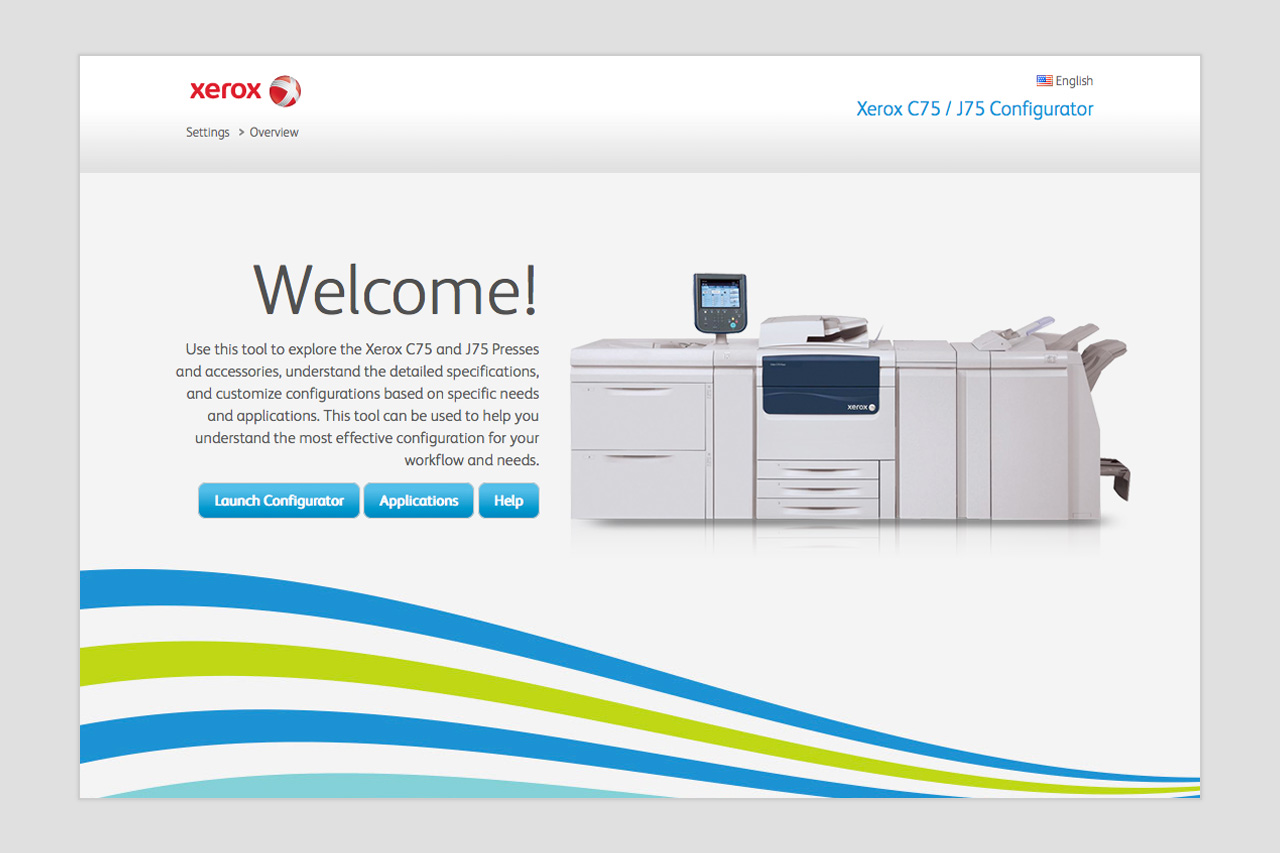 xerox
English
Xerox C75 / J75 Configurator
Settings > Overview
Welcome!
Use this tool to explore the Xerox C75 and J75 Presses
and accessories, understand the detailed specifications,
and customize configurations based on specific needs
and applications. This tool can be used to help you
understand the most effective configuration for your
workflow and needs.
Launch Configurator
Applications
Help
xerox